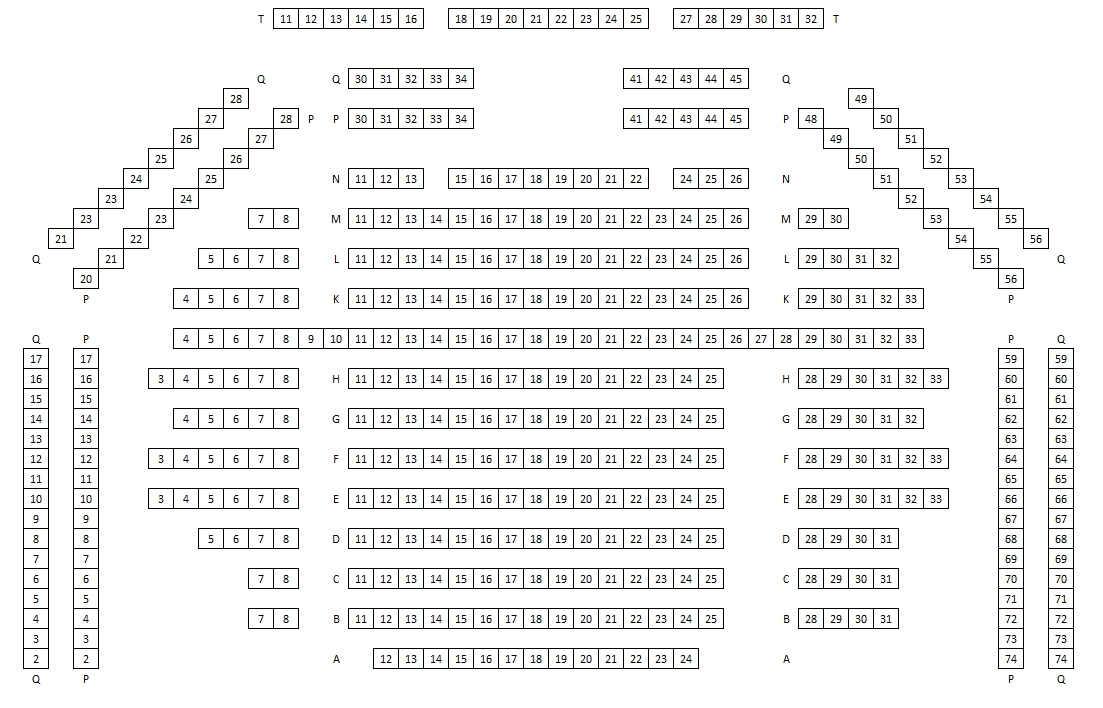 T 11 12 13 14 15 16 18 19 20 21 22 23 24 25 27 28 29 30 31 32 T
Q Q 30 31 32 33 34 41 42 43 44 45 Q
28 49
27 28 P P 30 31 32 33 34 41 42 43 44 45 P 48 50
26 27 49 51
25 26 50 52
24 25 N 11 12 13 15 16 17 18 19 20 21 22 24 25 26 N 51 53
23 24 52 54
23 23 22 7 8 M 11 12 13 14 15 16 17 18 19 20 21 22 23 24 25 26 M 29 30 53 55
21 22 54 56
Q 21 5 6 7 8 L 11 12 13 14 15 16 17 18 19 20 21 22 23 24 25 26 L 29 30 31 32 55 Q
20 56
P 4 5 6 7 8 K 11 12 13 14 15 16 17 18 19 20 21 22 23 24 25 26 K 29 30 31 32 33 P
Q P 4 5 6 7 8 9 10 11 12 13 14 15 16 17 18 19 20 21 22 23 24 25 26 27 28 29 30 31 32 33 P Q
17 17 59 59
16 16 3 4 5 6 7 8 H 11 12 13 14 15 16 17 18 19 20 21 22 23 24 25 H 28 29 30 31 32 33 60 60
15 15 61 61
14 14 4 5 6 7 8 G 11 12 13 14 15 16 17 18 19 20 21 22 23 24 25 G 28 29 30 31 32 62 62
13 13 63 63
12 12 3 4 5 6 7 8 F 11 12 13 14 15 16 17 18 19 20 21 22 23 24 25 F 28 29 30 31 32 33 64 64
11 11 65 65
10 10 3 4 5 6 7 8 E 11 12 13 14 15 16 17 18 19 20 21 22 23 24 25 E 28 29 30 31 32 33 66 66
9 9 67 67
8 8 5 6 7 8 D 11 12 13 14 15 16 17 18 19 20 21 22 23 24 25 D 28 29 30 31 68 68
7 7 69 69
6 6 7 8 C 11 12 13 14 15 16 17 18 19 20 21 22 23 24 25 C 28 29 30 31 70 70
5 5 71 71
4 4 7 8 B 11 12 13 14 15 16 17 18 19 20 21 22 23 24 25 B 28 29 30 31 72 72
3 3 73 73
2 2 A 12 13 14 15 16 17 18 19 20 21 22 23 24 A 74 74
Q P P Q